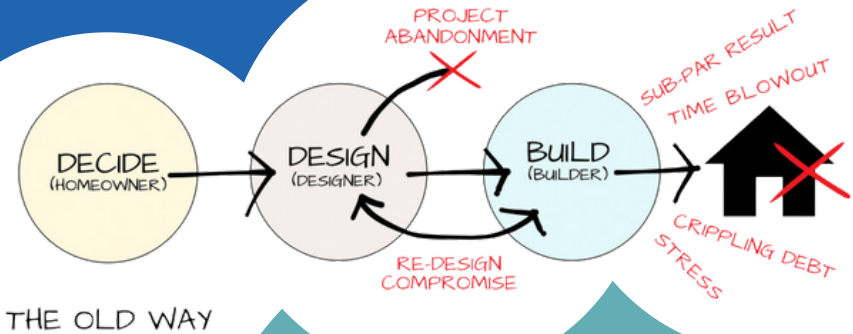 PROJECT
ABANDONMENT
SUB-PAR RESULT
TIME BLOWOUT
DECIDE
(HOMEOWNER)
DESIGN
(DESIGNER)
BUILD
(BUILDER)
RE-DESIGN
COMPROMISE
CRIPPLING DEBT
STRESS
THE OLD WAY